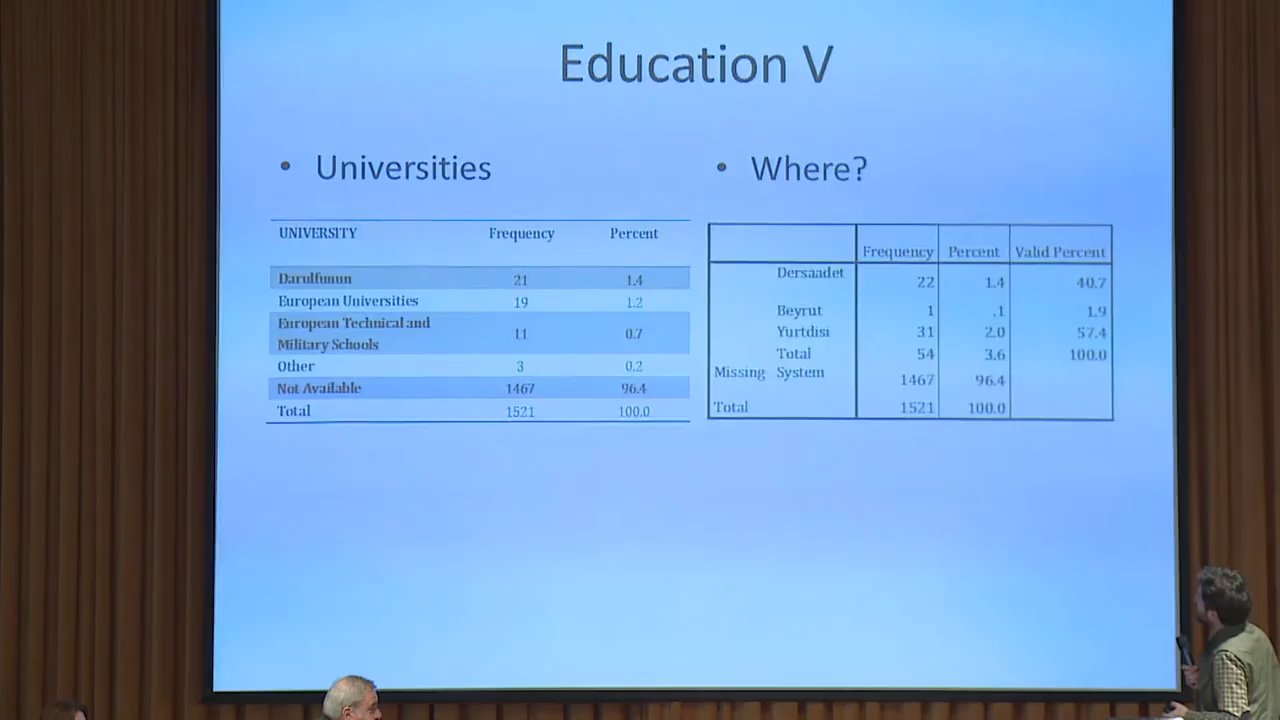 Education V
• Universities
UNIVERSITY Frequency Percent
Darulfunun 21 1.4
European Universities 19 1.2
European Technical and
Military Schools 11 0.7
Other 3 0.2
Not Available 1467 96.4
Total 1521 100.0
• Where?
Frequency Percent Valid Percent
Dersaadet 22 1.4 40.7
Beyrut 1 .1 1.9
Yurtdisi 31 2.0 57.4
Total 54 3.6 100.0
Missing System 1467 96.4
Total 1521 100.0